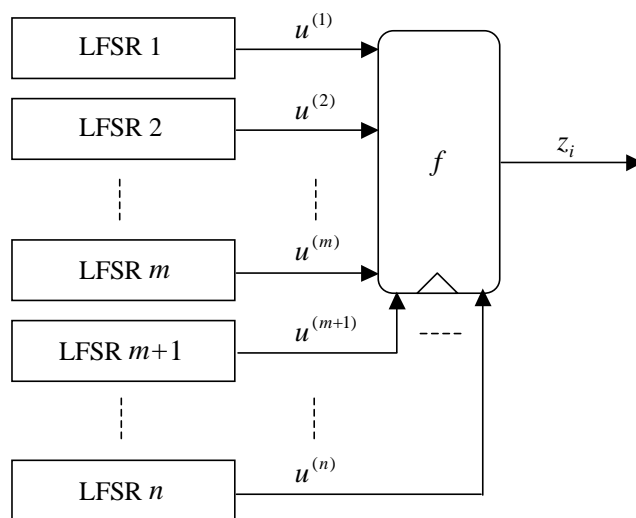 LFSR 1
u^(1)
LFSR 2
u^(2)
f
z_i
LFSR m
u^(m)
LFSR m+1
u^(m+1)
LFSR n
u^(n)